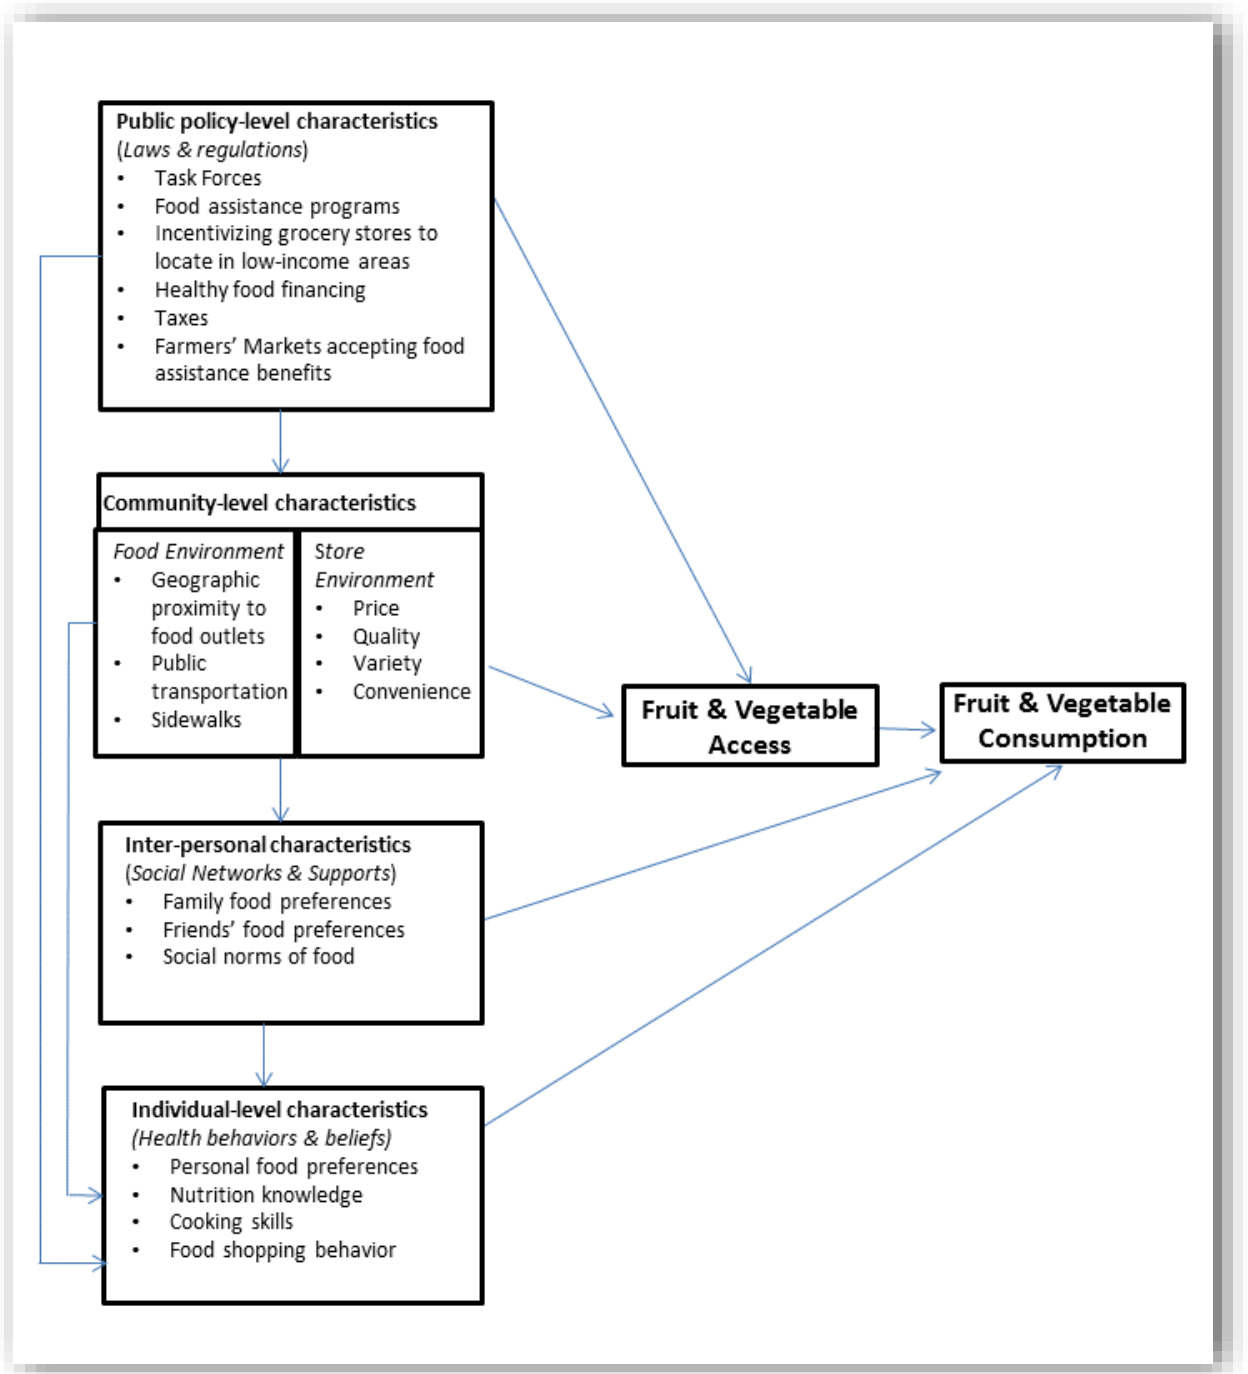 Public policy-level characteristics
(Laws & regulations)
• Task Forces
• Food assistance programs
• Incentivizing grocery stores to
locate in low-income areas
• Healthy food financing
• Taxes
• Farmers’ Markets accepting food
assistance benefits
Community-level characteristics
Food Environment
• Geographic
proximity to
food outlets
• Public
transportation
• Sidewalks
Store
Environment
• Price
• Quality
• Variety
• Convenience
Fruit & Vegetable
Access
Fruit & Vegetable
Consumption
Inter-personal characteristics
(Social Networks & Supports)
• Family food preferences
• Friends’ food preferences
• Social norms of food
Individual-level characteristics
(Health behaviors & beliefs)
• Personal food preferences
• Nutrition knowledge
• Cooking skills
• Food shopping behavior